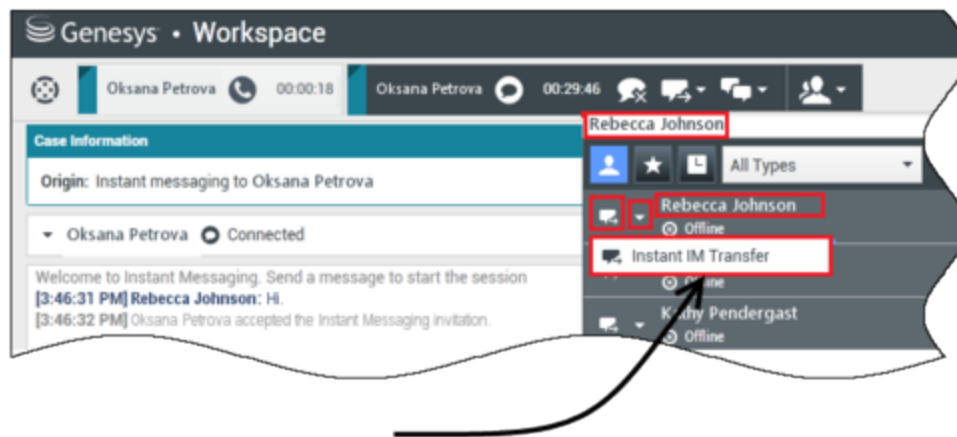 Genesys • Workspace
Oksana Petrova 00:00:18 Oksana Petrova 00:29:46
Rebecca Johnson
Case Information
All Types
Origin: Instant messaging to Oksana Petrova
Rebecca Johnson
Offline
Oksana Petrova Connected
Instant IM Transfer
Welcome to Instant Messaging. Send a message to start the session
Offline
[3:46:31 PM] Rebecca Johnson: Hi.
[3:46:32 PM] Oksana Petrova accepted the Instant Messaging invitation.
Kathy Pendergast
Offline